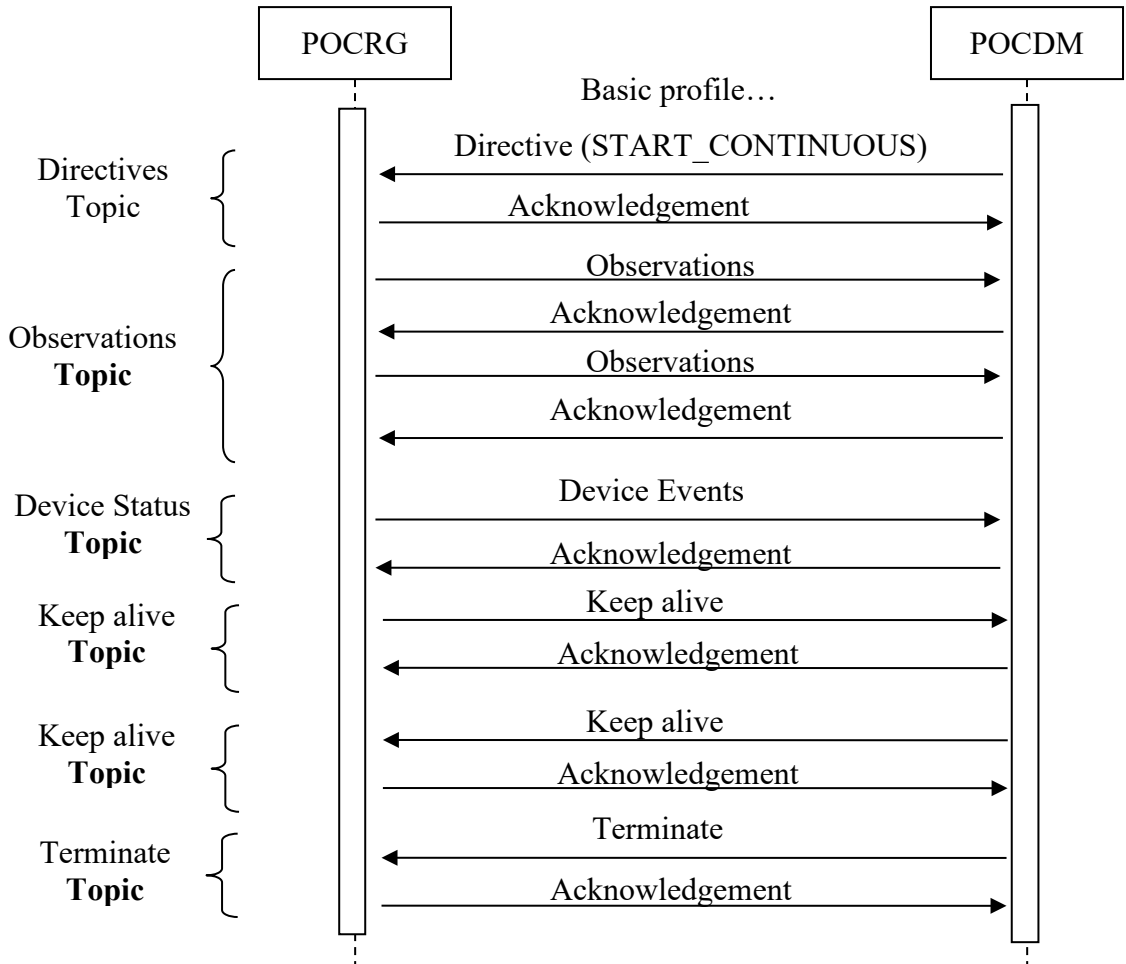 POCRG
POCDM
Basic profile…
Directive (START_CONTINUOUS)
Directives
Topic
Acknowledgement
Observations
Acknowledgement
Observations
Topic
Observations
Acknowledgement
Device Events
Device Status
Topic
Acknowledgement
Keep alive
Keep alive
Topic
Acknowledgement
Keep alive
Keep alive
Topic
Acknowledgement
Terminate
Terminate
Topic
Acknowledgement